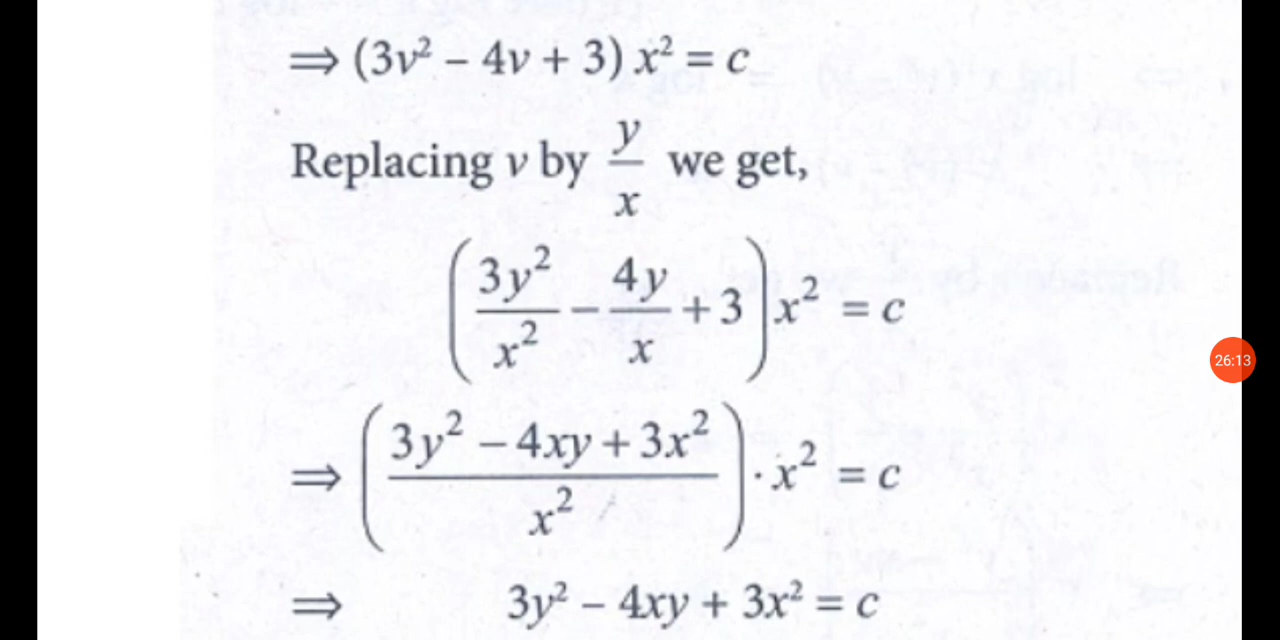 ⇒ (3v² – 4v + 3) x² = c
Replacing v by y/x we get,
(3y²/x² – 4y/x + 3) x² = c
⇒ ((3y² – 4xy + 3x²)/x²) · x² = c
⇒ 3y² – 4xy + 3x² = c
26:13